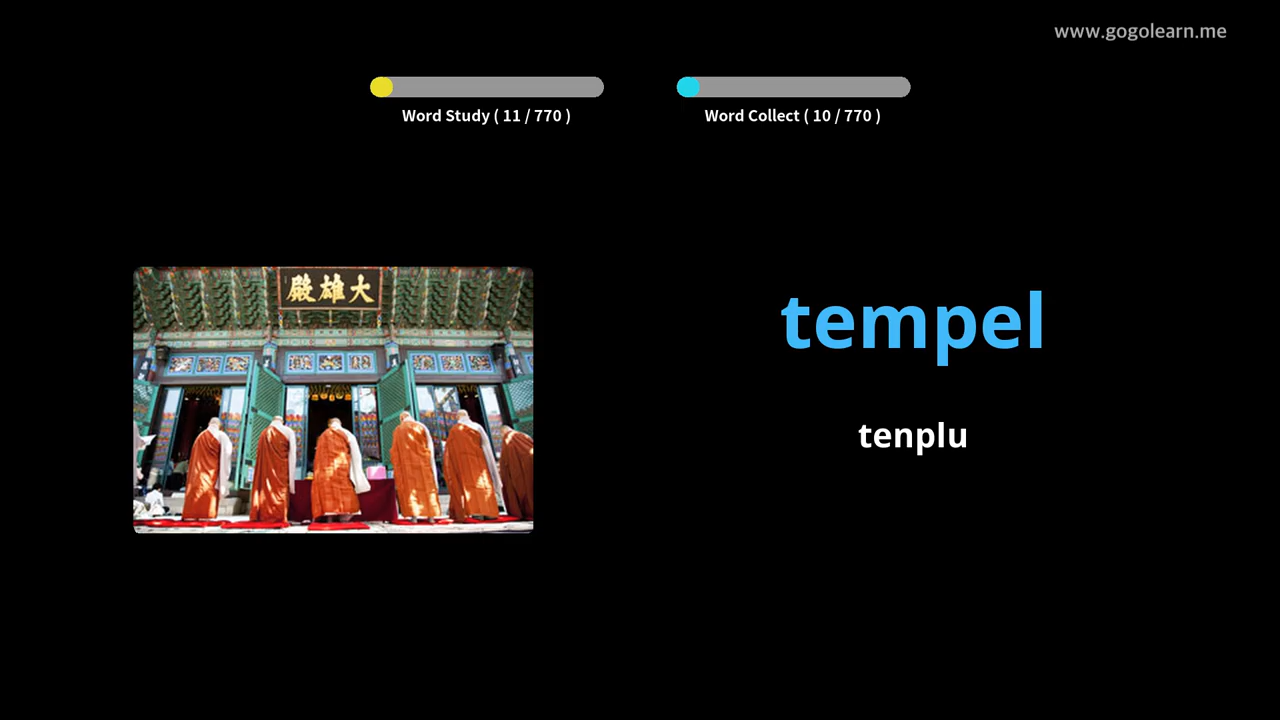 www.gogolearn.me
Word Study ( 11 / 770 )
Word Collect ( 10 / 770 )
殿雄大
tempel
tenplu